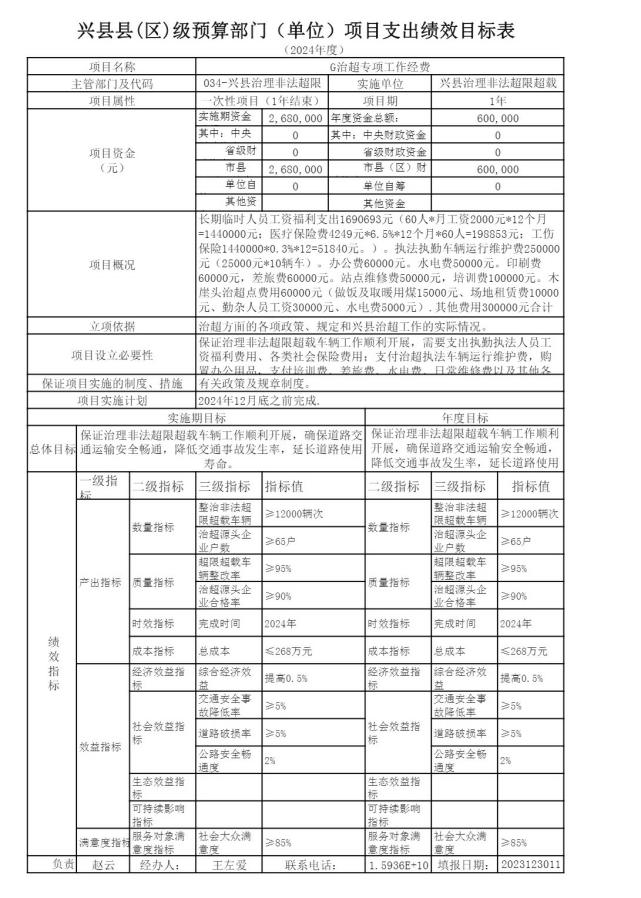 兴县县(区)级预算部门（单位）项目支出绩效目标表
（2024年度）
项目名称 G治超专项工作经费
主管部门及代码 034-兴县治理非法超限 实施单位 兴县治理非法超限超载
项目属性 一次性项目（1年结束） 项目期 1年
项目资金
（元）
实施期资金 2,680,000 年度资金总额： 600,000
其中：中央 0 其中：中央财政资金 0
省级财 0 省级财政资金 0
市县 2,680,000 市县（区）财 600,000
单位自 0 单位自筹 0
其他资 其他资金
项目概况
长期临时人员工资福利支出1690693元（60人*月工资2000元*12个月
=1440000元；医疗保险费4249元*6.5%*12个月*60人=198853元；工伤
保险1440000*0.3%*12=51840元。）。执法执勤车辆运行维护费250000
元（25000元*10辆车）。办公费60000元。水电费50000元。印刷费
60000元，差旅费60000元。站点维修费50000元，培训费100000元。木
崖头治超点费用60000元（做饭及取暖用煤15000元、场地租赁费10000
元、勤杂人员工资30000元、水电费5000元）.其他费用300000元合计
立项依据 治超方面的各项政策、规定和兴县治超工作的实际情况。
项目设立必要性
保证治理非法超限超载车辆工作顺利开展，需要支出执勤执法人员工
资福利费用、各类社会保险费用；支付治超执法车辆运行维护费，购
置办公用品，支付培训费、差旅费、水电费、日常维修费以及其他各
保证项目实施的制度、措施 有关政策及规章制度。
项目实施计划 2024年12月底之前完成.
实施期目标 年度目标
总体目标
保证治理非法超限超载车辆工作顺利开展，确保道路交
通运输安全畅通，降低交通事故发生率，延长道路使用
寿命。
保证治理非法超限超载车辆工作顺利
开展，确保道路交通运输安全畅通，
降低交通事故发生率，延长道路使用
绩效指标
一级指标 二级指标 三级指标 指标值 二级指标 三级指标 指标值
产出指标 数量指标 整治非法超限超载车辆 ≥12000辆次 数量指标 整治非法超限超载车辆 ≥12000辆次
治超源头企业户数 ≥65户 治超源头企业户数 ≥65户
质量指标 超限超载车辆整改率 ≥95% 质量指标 超限超载车辆整改率 ≥95%
治超源头企业合格率 ≥90% 治超源头企业合格率 ≥90%
时效指标 完成时间 2024年 时效指标 完成时间 2024年
成本指标 总成本 ≤268万元 成本指标 总成本 ≤268万元
效益指标 经济效益指标 综合经济效益 提高0.5% 经济效益指标 综合经济效益 提高0.5%
社会效益指标 交通安全事故降低率 ≥5% 社会效益指标 交通安全事故降低率 ≥5%
道路破损率 ≥5% 道路破损率 ≥5%
公路安全畅通度 2% 公路安全畅通度 2%
生态效益指标 生态效益指标
可持续影响指标 可持续影响指标
满意度指标 服务对象满意度指标 社会大众满意度 ≥85% 服务对象满意度指标 社会大众满意度 ≥85%
负责 赵云 经办人： 王左爱 联系电话： 1.5936E+10 填报日期： 2023123011